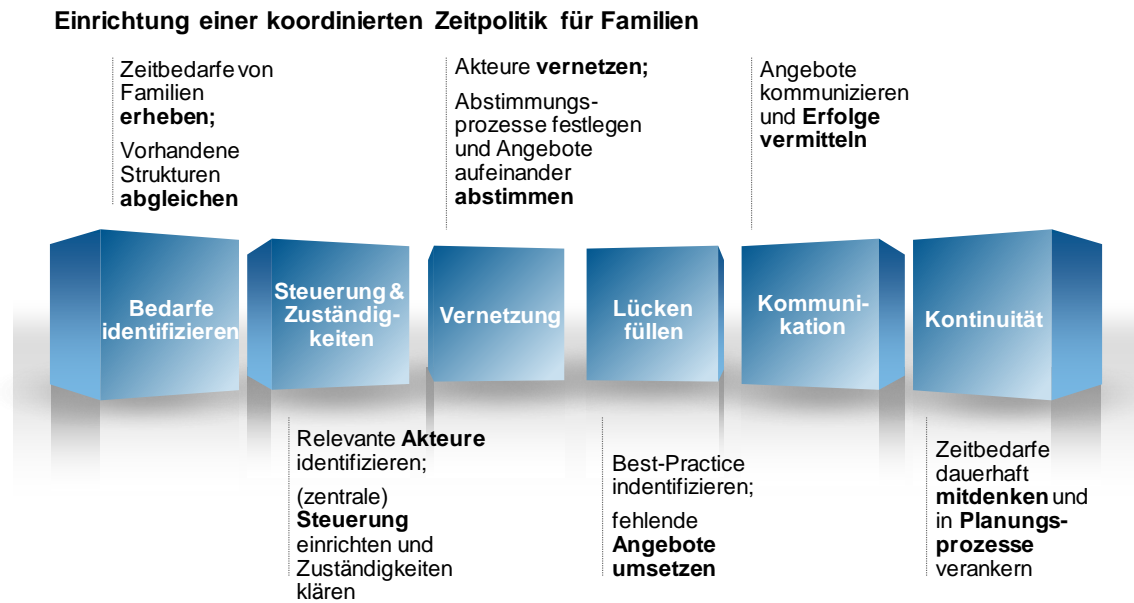 Einrichtung einer koordinierten Zeitpolitik für Familien
Zeitbedarfe von
Familien
erheben;
Vorhandene
Strukturen
abgleichen
Akteure vernetzen;
Abstimmungs-
prozesse festlegen
und Angebote
aufeinander
abstimmen
Angebote
kommunizieren
und Erfolge
vermitteln
Bedarfe
identifizieren
Steuerung &
Zuständig-
keiten
Vernetzung
Lücken
füllen
Kommuni-
kation
Kontinuität
Relevante Akteure
identifizieren;
(zentrale)
Steuerung
einrichten und
Zuständigkeiten
klären
Best-Practice
indentifizieren;
fehlende
Angebote
umsetzen
Zeitbedarfe
dauerhaft
mitdenken und
in Planungs-
prozesse
verankern